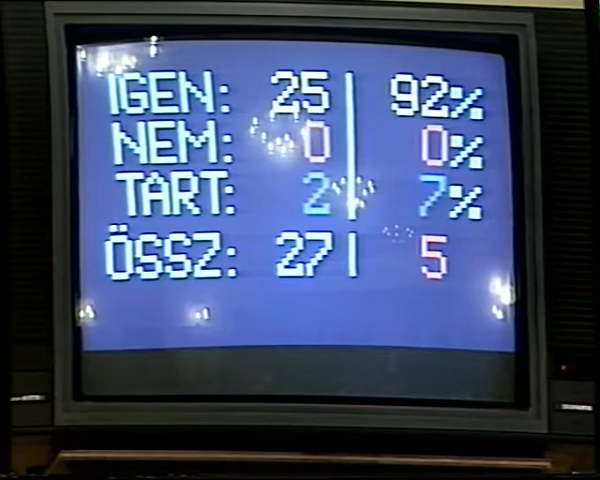 IGEN: 25 | 92%
NEM: 0 | 0%
TART: 2 | 7%
ÖSSZ: 27 | 5